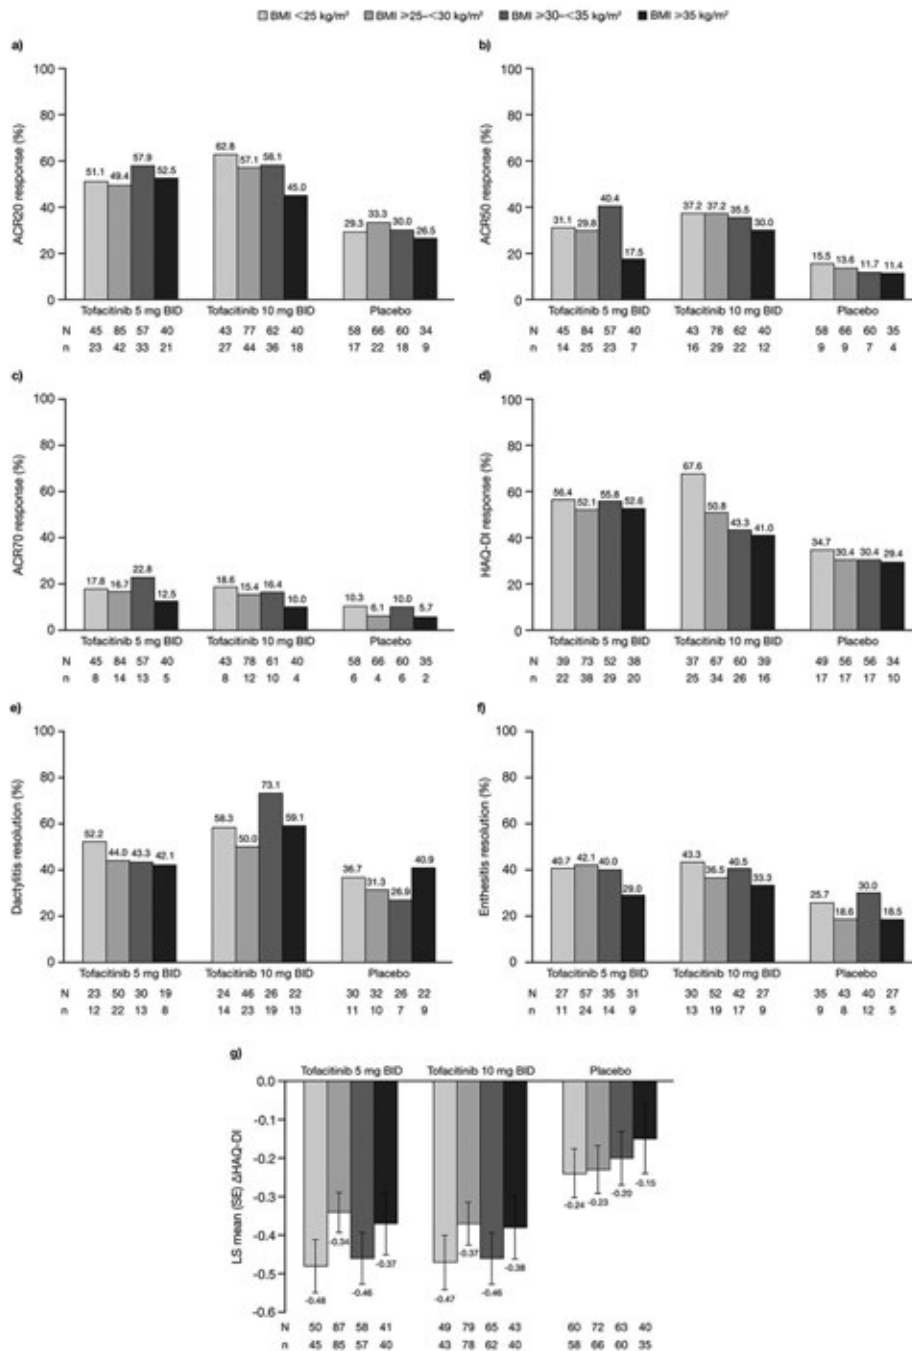 BMI <25 kg/m² BMI ≥25–<30 kg/m² BMI ≥30–<35 kg/m² BMI ≥35 kg/m²
a)
ACR20 response (%)
100
80
60
40
20
0
51.1 49.4 57.9 52.5
62.8 57.1 58.1 45.0
29.3 33.3 30.0 26.5
Tofacitinib 5 mg BID Tofacitinib 10 mg BID Placebo
N 45 85 57 40 43 77 62 40 58 66 60 34
n 23 42 33 21 27 44 36 18 17 22 18 9
b)
ACR50 response (%)
100
80
60
40
20
0
31.1 29.8 40.4 17.5
37.2 37.2 35.5 30.0
15.5 13.6 11.7 11.4
Tofacitinib 5 mg BID Tofacitinib 10 mg BID Placebo
N 45 84 57 40 43 78 62 40 58 66 60 35
n 14 25 23 7 16 29 22 12 9 9 7 4
c)
ACR70 response (%)
100
80
60
40
20
0
17.8 16.7 22.8 12.5
18.6 15.4 16.4 10.0
10.3 6.1 10.0 5.7
Tofacitinib 5 mg BID Tofacitinib 10 mg BID Placebo
N 45 84 57 40 43 78 61 40 58 66 60 35
n 8 14 13 5 8 12 10 4 6 4 6 2
d)
HAQ-DI response (%)
100
80
60
40
20
0
56.4 52.1 55.8 52.6
67.6 50.8 43.3 41.0
34.7 30.4 30.4 29.4
Tofacitinib 5 mg BID Tofacitinib 10 mg BID Placebo
N 39 73 52 38 37 67 60 39 49 56 56 34
n 22 38 29 20 25 34 26 16 17 17 17 10
e)
Dactylitis resolution (%)
100
80
60
40
20
0
52.2 44.0 43.3 42.1
58.3 50.0 73.1 59.1
36.7 31.3 26.9 40.9
Tofacitinib 5 mg BID Tofacitinib 10 mg BID Placebo
N 23 50 30 19 24 46 26 22 30 32 26 22
n 12 22 13 8 14 23 19 13 11 10 7 9
f)
Enthesitis resolution (%)
100
80
60
40
20
0
40.7 42.1 40.0 29.0
43.3 36.5 40.5 33.3
25.7 18.6 30.0 18.5
Tofacitinib 5 mg BID Tofacitinib 10 mg BID Placebo
N 27 57 35 31 30 52 42 27 35 43 40 27
n 11 24 14 9 13 19 17 9 9 8 12 5
g)
Tofacitinib 5 mg BID Tofacitinib 10 mg BID Placebo
LS mean (SE) ΔHAQ-DI
0.0
-0.1
-0.2
-0.3
-0.4
-0.5
-0.6
-0.48 -0.34 -0.46 -0.37
-0.47 -0.37 -0.46 -0.38
-0.24 -0.23 -0.20 -0.15
N 50 87 58 41 49 79 65 43 60 72 63 40
n 45 85 57 40 43 78 62 40 58 66 60 35